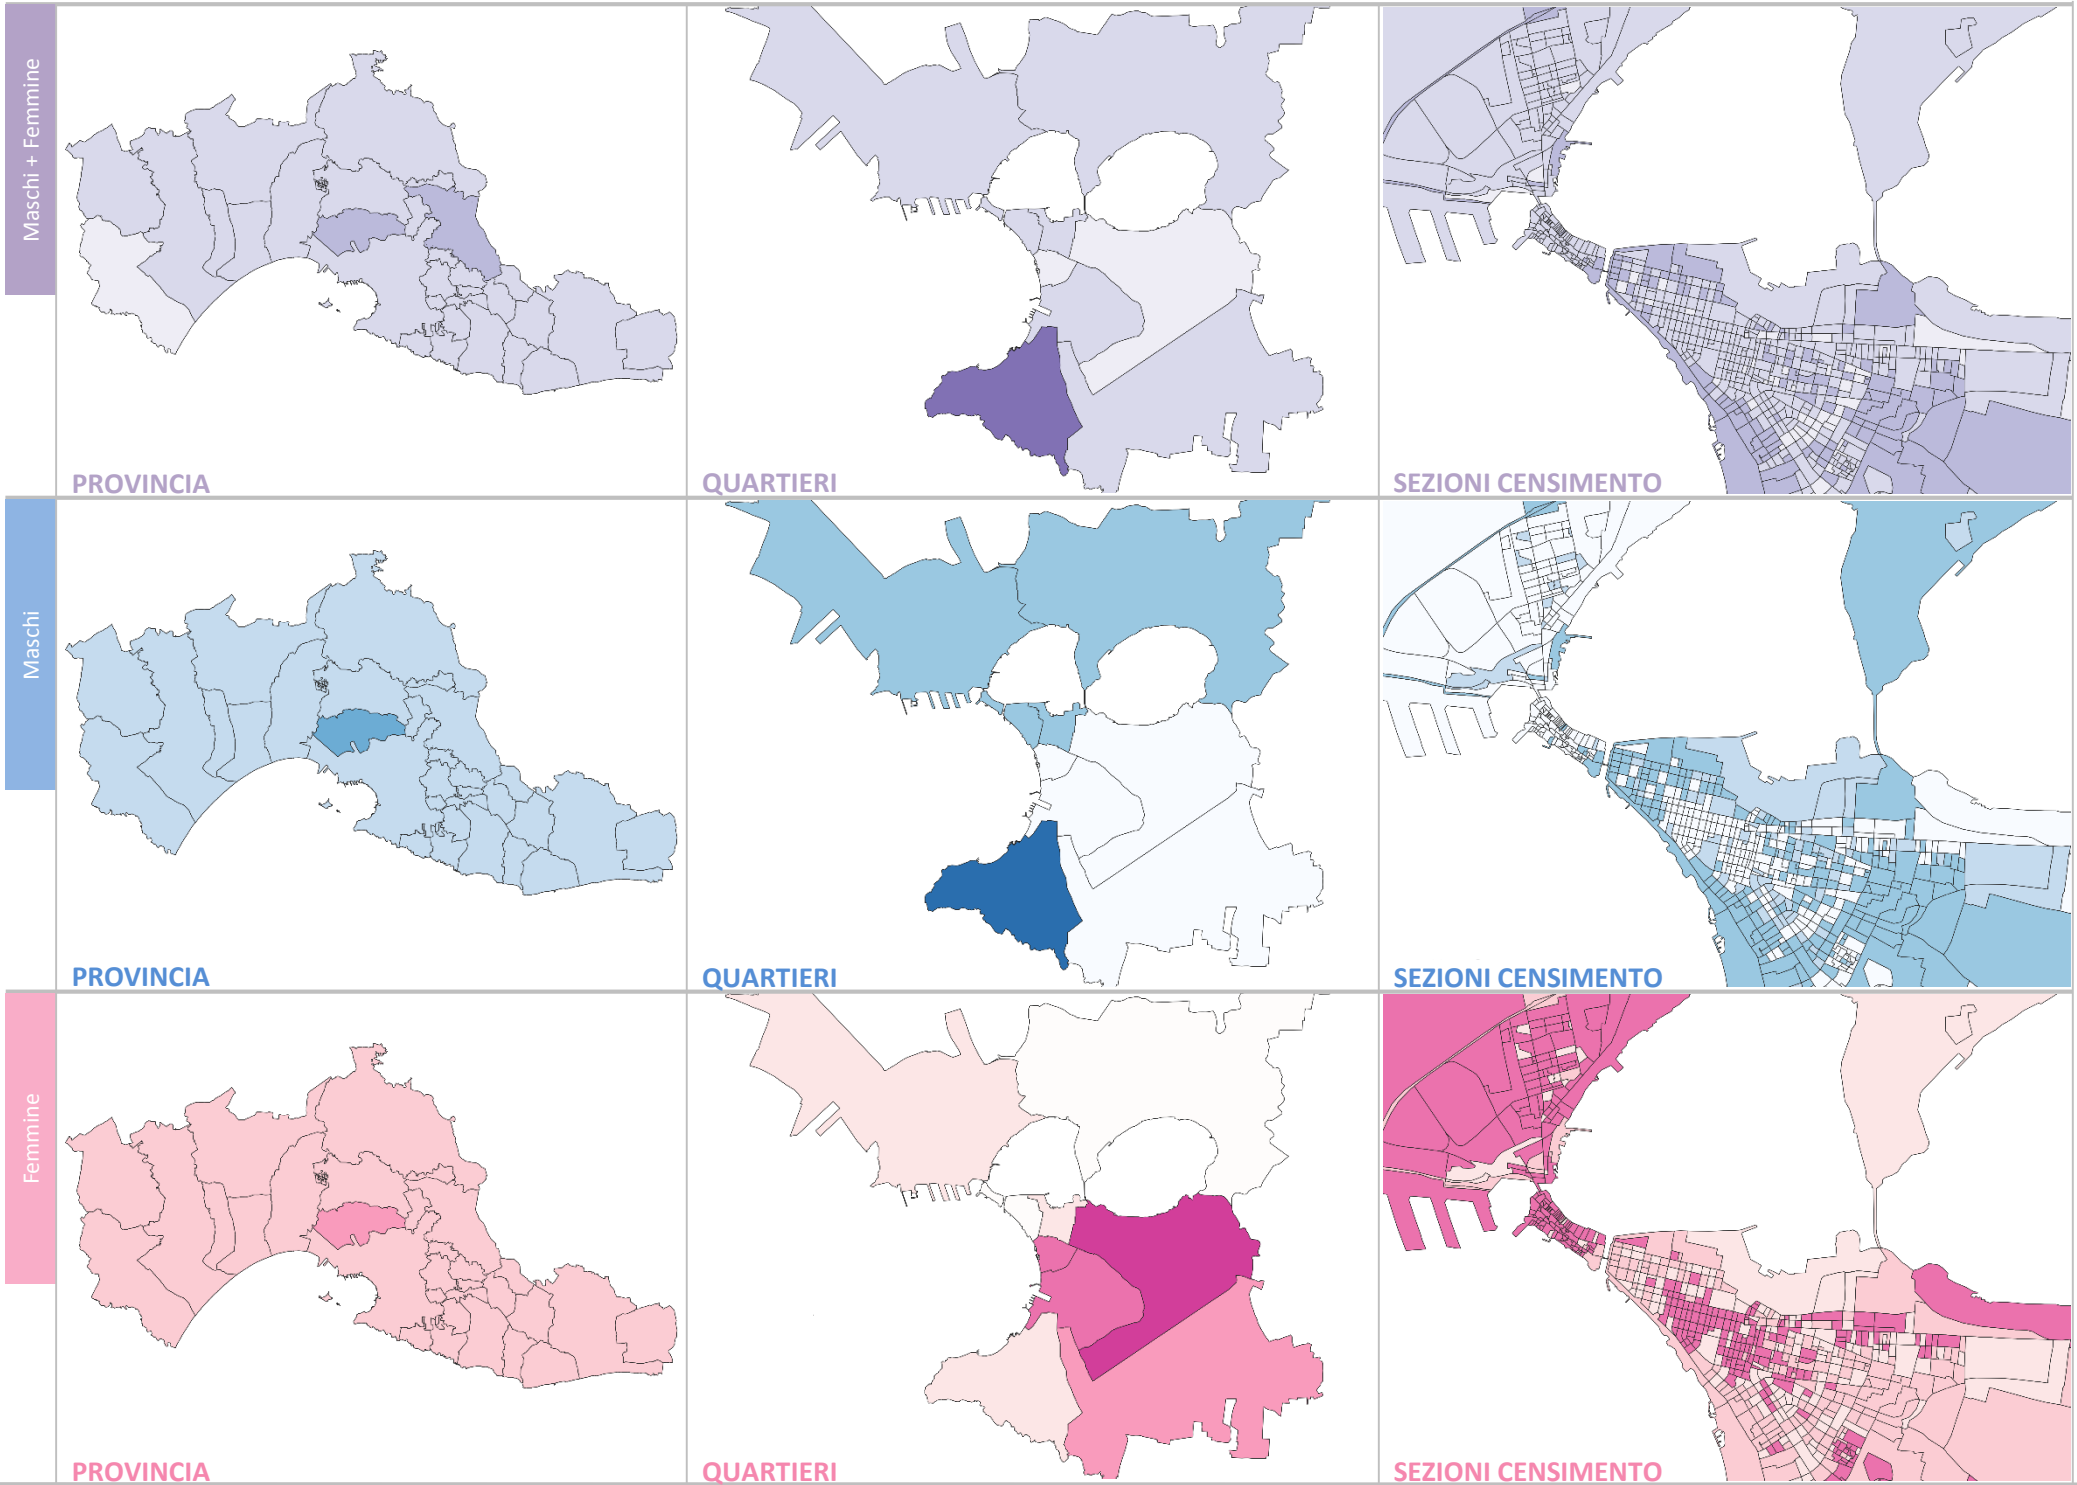 Maschi + Femmine
PROVINCIA
QUARTIERI
SEZIONI CENSIMENTO
Maschi
PROVINCIA
QUARTIERI
SEZIONI CENSIMENTO
Femmine
PROVINCIA
QUARTIERI
SEZIONI CENSIMENTO